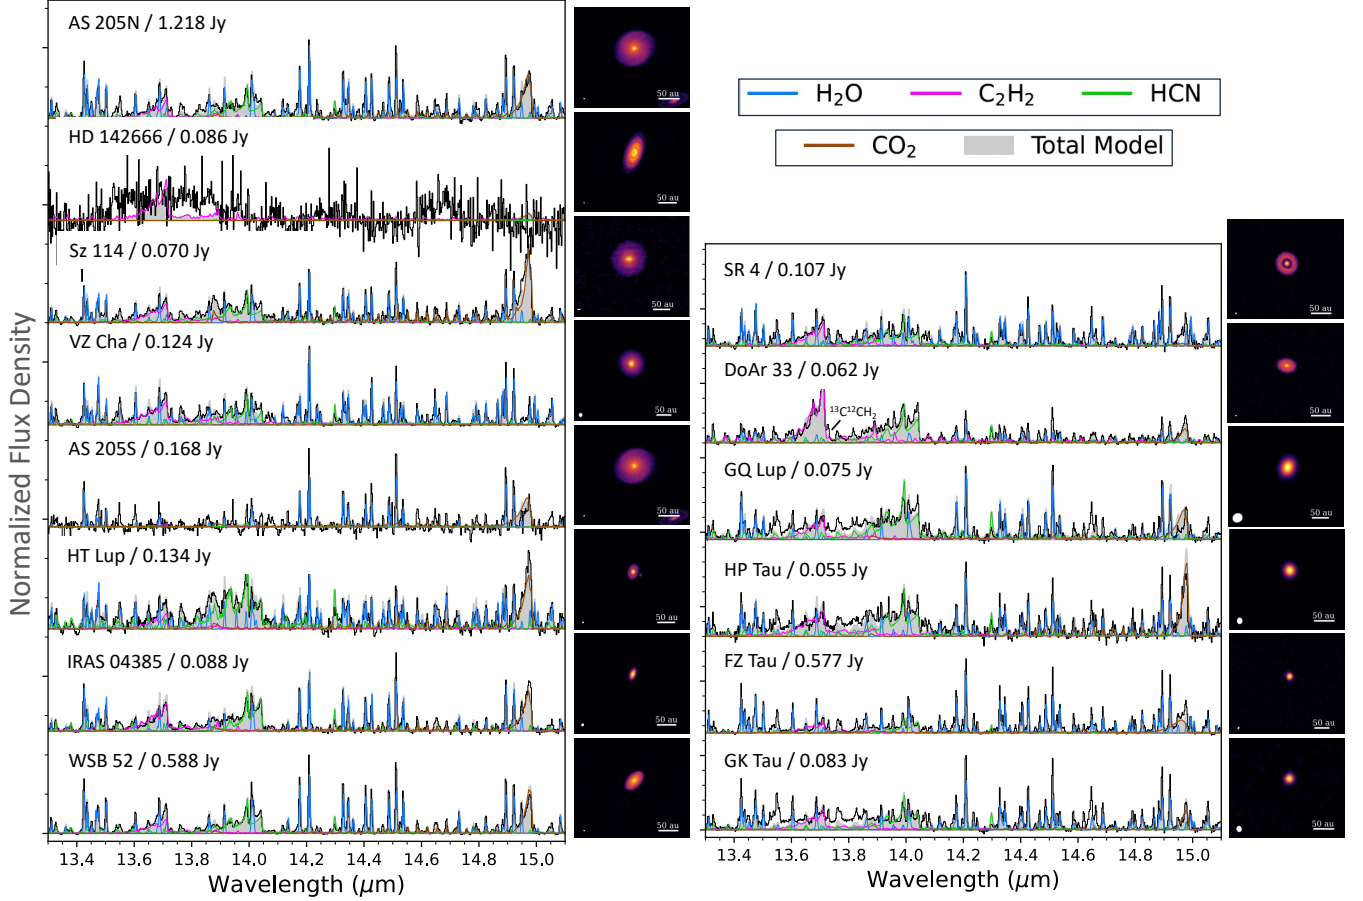 Normalized Flux Density
AS 205N / 1.218 Jy
50 au
HD 142666 / 0.086 Jy
50 au
Sz 114 / 0.070 Jy
50 au
VZ Cha / 0.124 Jy
50 au
AS 205S / 0.168 Jy
50 au
HT Lup / 0.134 Jy
50 au
IRAS 04385 / 0.088 Jy
50 au
WSB 52 / 0.588 Jy
50 au
13.4 13.6 13.8 14.0 14.2 14.4 14.6 14.8 15.0
Wavelength (μm)
H₂O C₂H₂ HCN
CO₂ Total Model
SR 4 / 0.107 Jy
50 au
DoAr 33 / 0.062 Jy
¹³C¹²CH₂
50 au
GQ Lup / 0.075 Jy
50 au
HP Tau / 0.055 Jy
50 au
FZ Tau / 0.577 Jy
50 au
GK Tau / 0.083 Jy
50 au
13.4 13.6 13.8 14.0 14.2 14.4 14.6 14.8 15.0
Wavelength (μm)